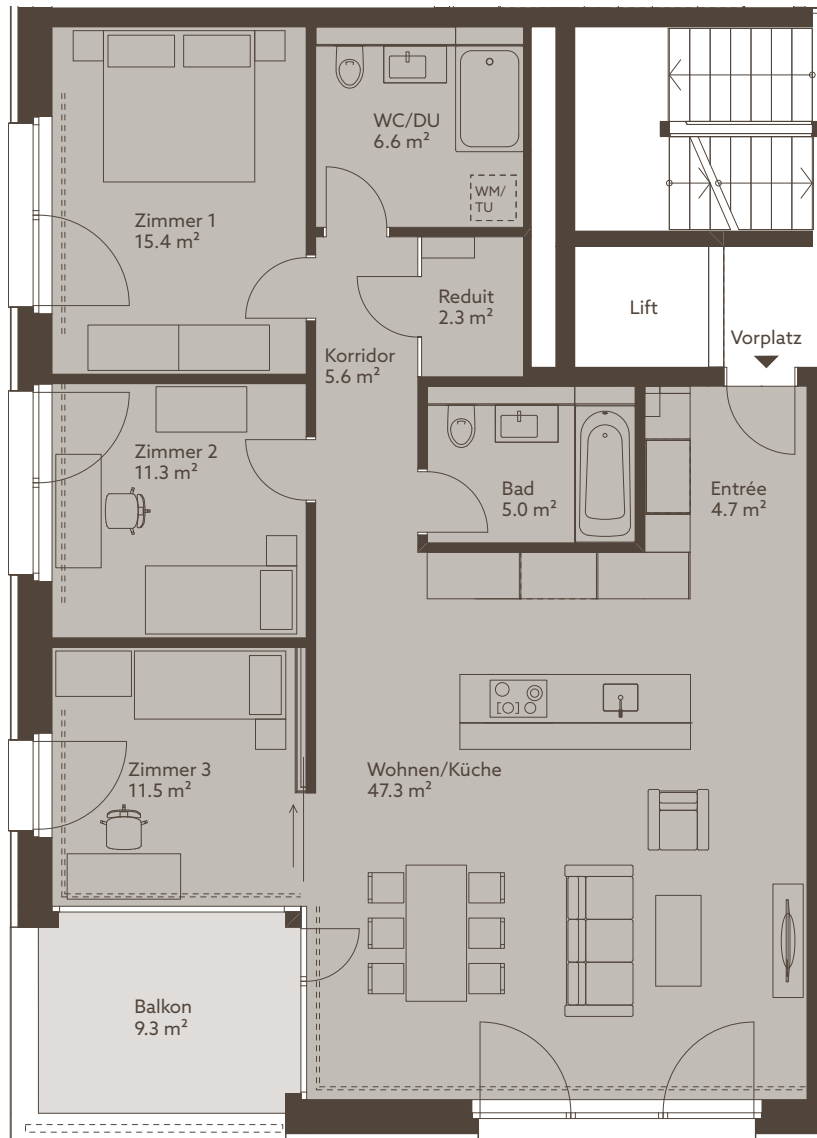 WC/DU
6.6 m²
WM/
TU
Zimmer 1
15.4 m²
Reduit
2.3 m²
Lift
Vorplatz
Korridor
5.6 m²
Zimmer 2
11.3 m²
Bad
5.0 m²
Entrée
4.7 m²
Zimmer 3
11.5 m²
Wohnen/Küche
47.3 m²
Balkon
9.3 m²